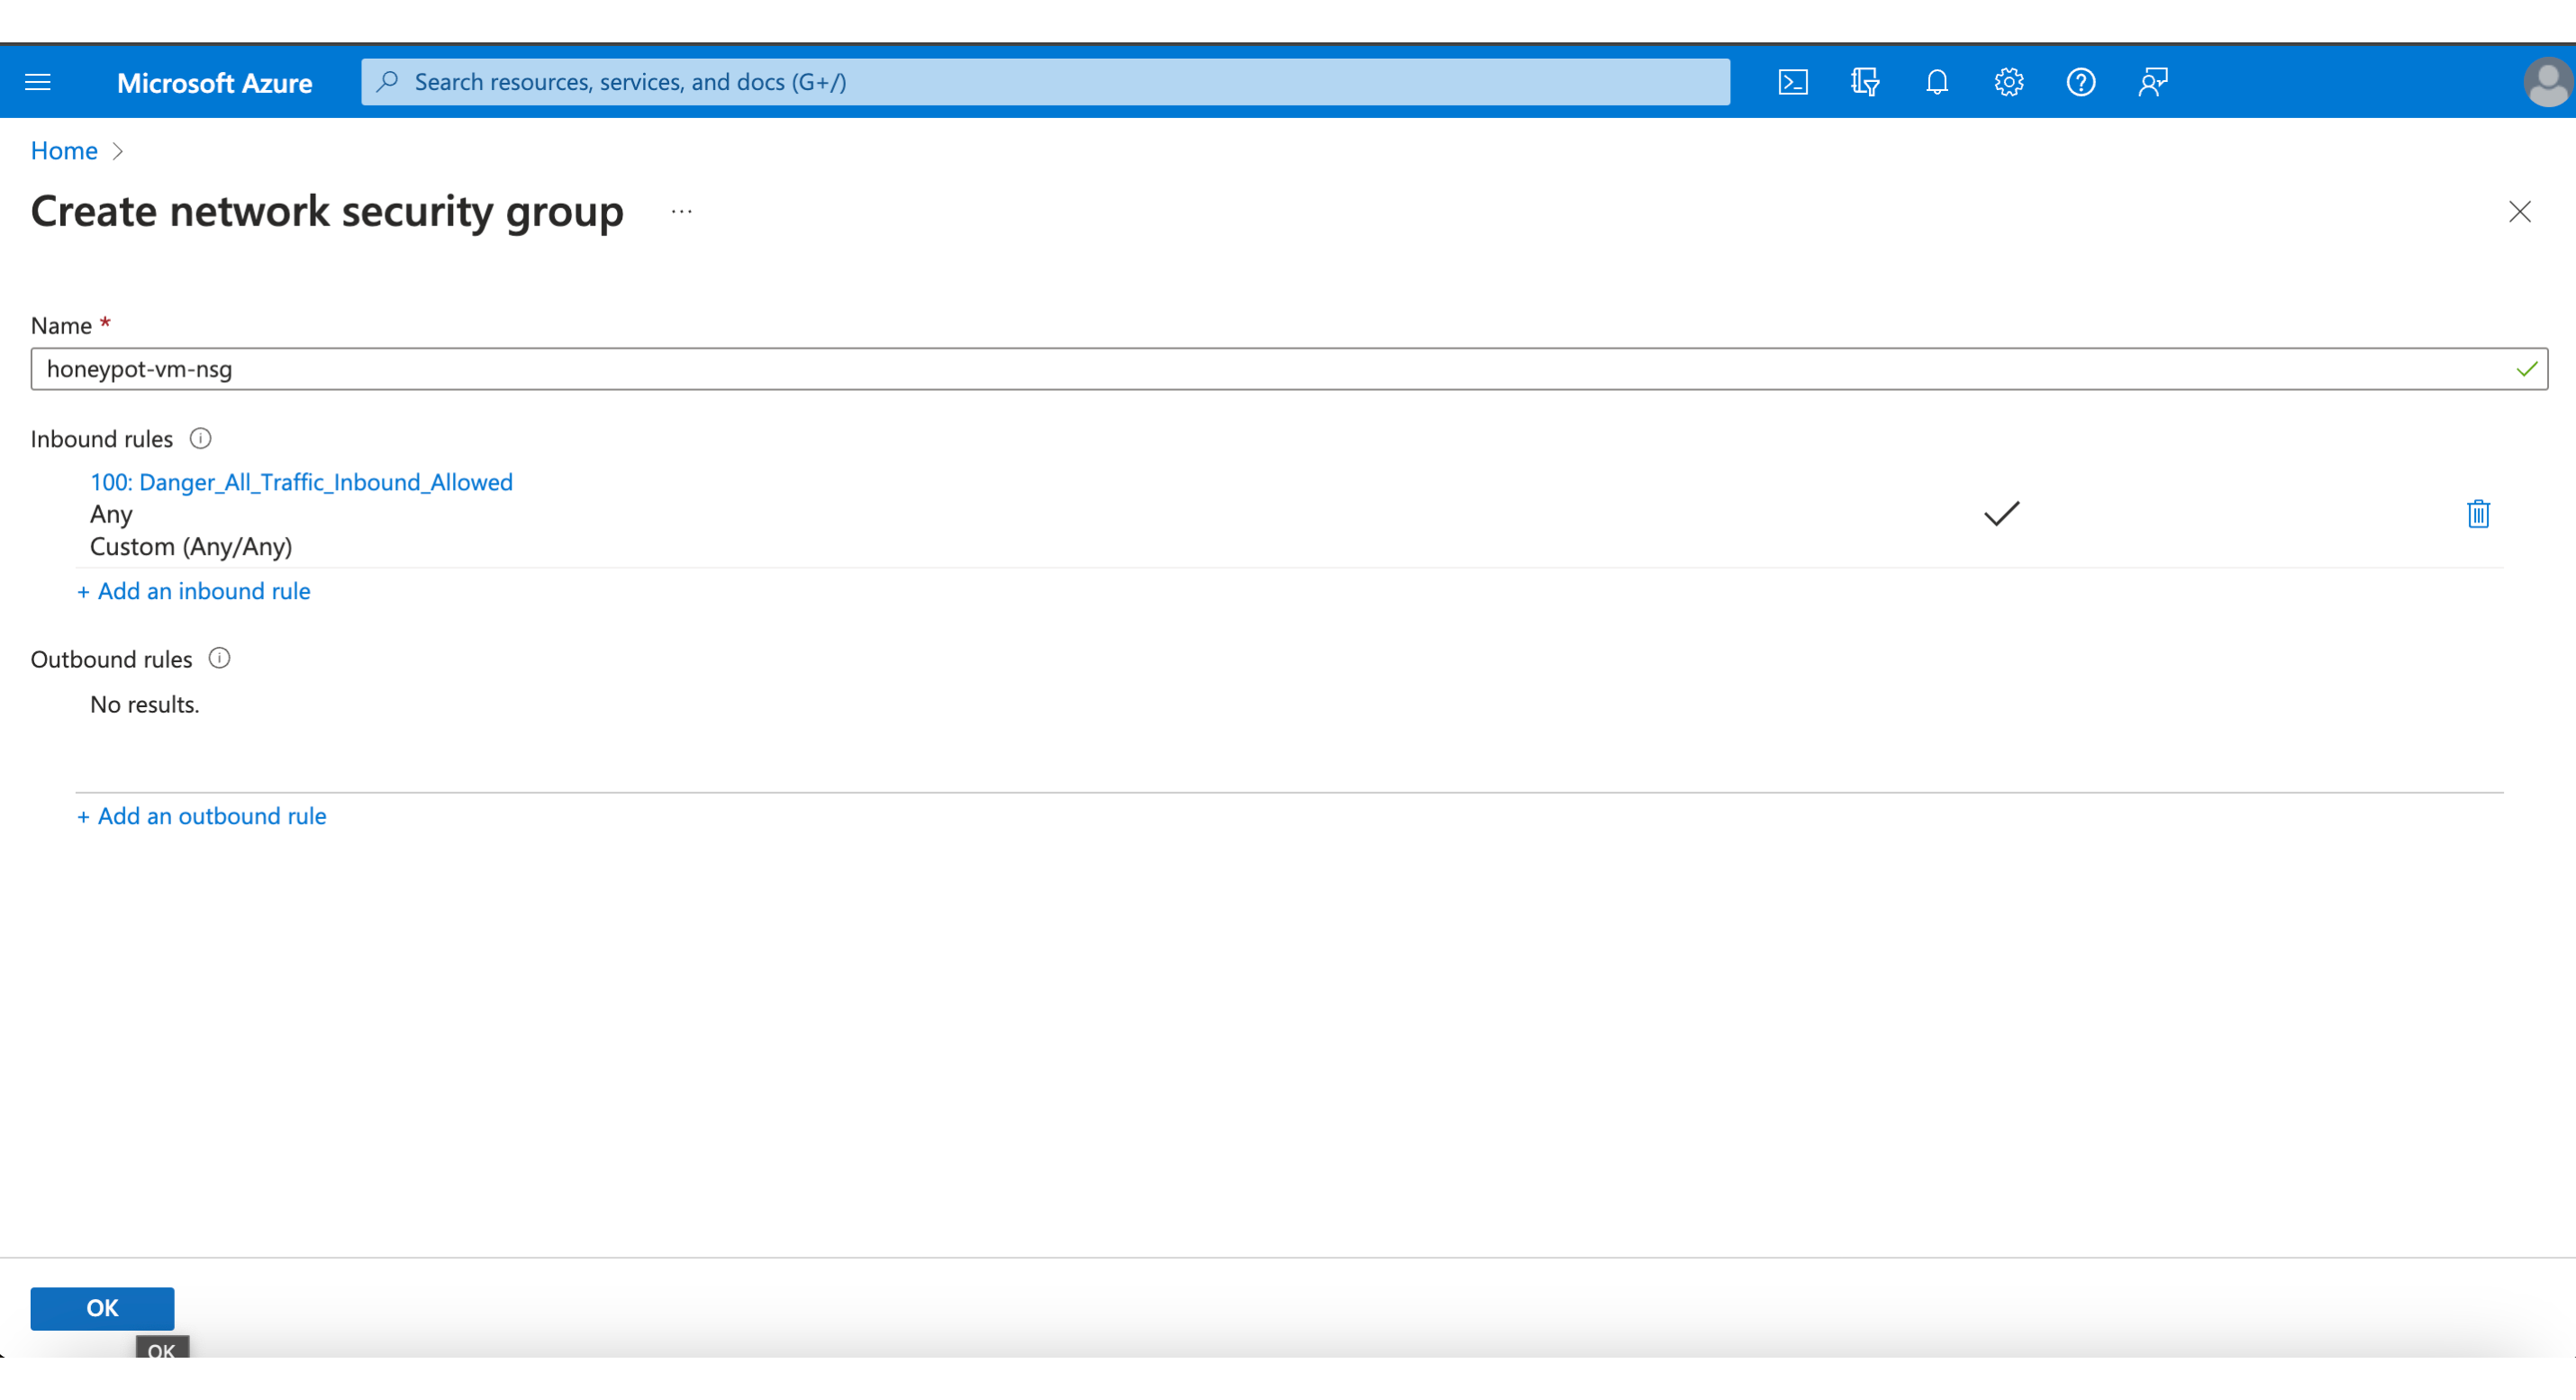 Microsoft Azure
Search resources, services, and docs (G+/)
Home
Create network security group ...
Name *
honeypot-vm-nsg
Inbound rules
100: Danger_All_Traffic_Inbound_Allowed
Any
Custom (Any/Any)
+ Add an inbound rule
Outbound rules
No results.
+ Add an outbound rule
OK
OK